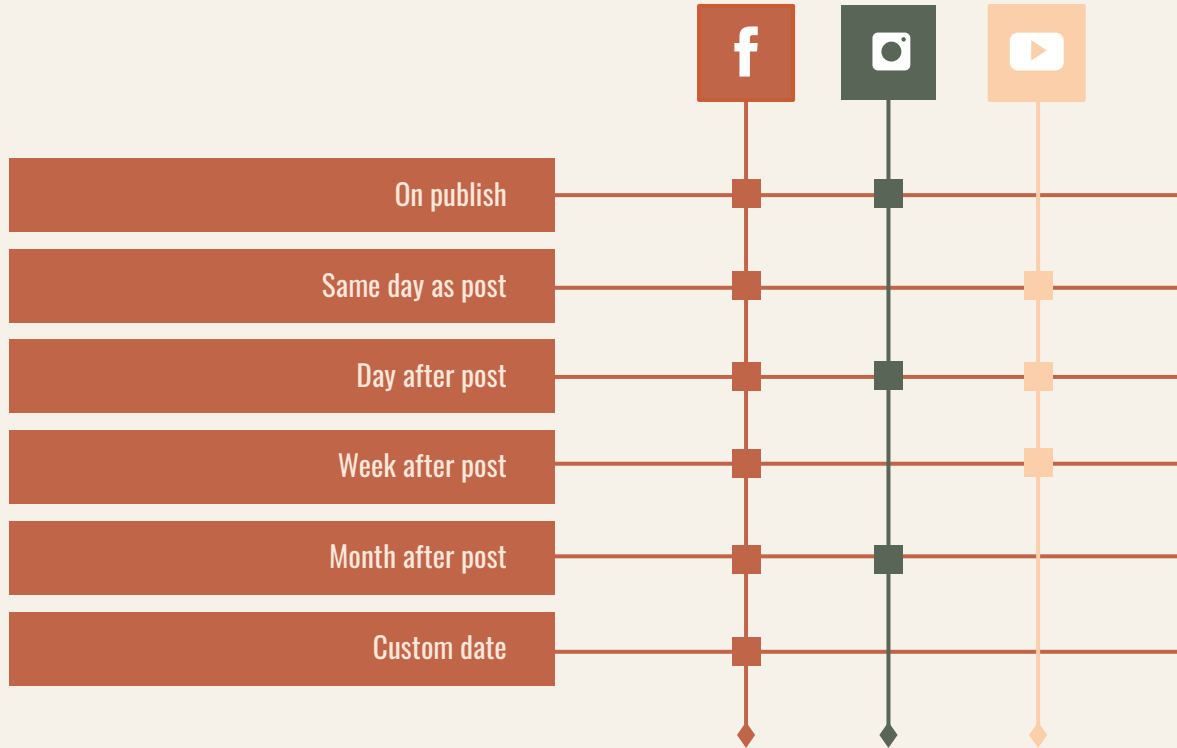 On publish
Same day as post
Day after post
Week after post
Month after post
Custom date